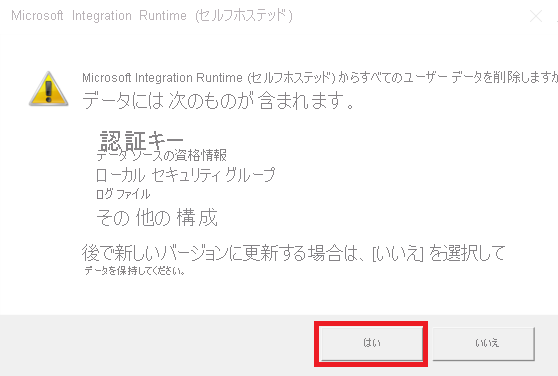 Microsoft Integration Runtime (セルフホステッド)
Microsoft Integration Runtime (セルフホステッド) からすべてのユーザー データを削除しますか
データには 次のものが 含まれます 。
認証キー
データ ソースの資格情報
ローカル セキュリティ グループ
ログ ファイル
その 他の 構成
後で新しいバージョンに更新する場合は、[いいえ] を選択して
データを保持してください。
はい
いいえ